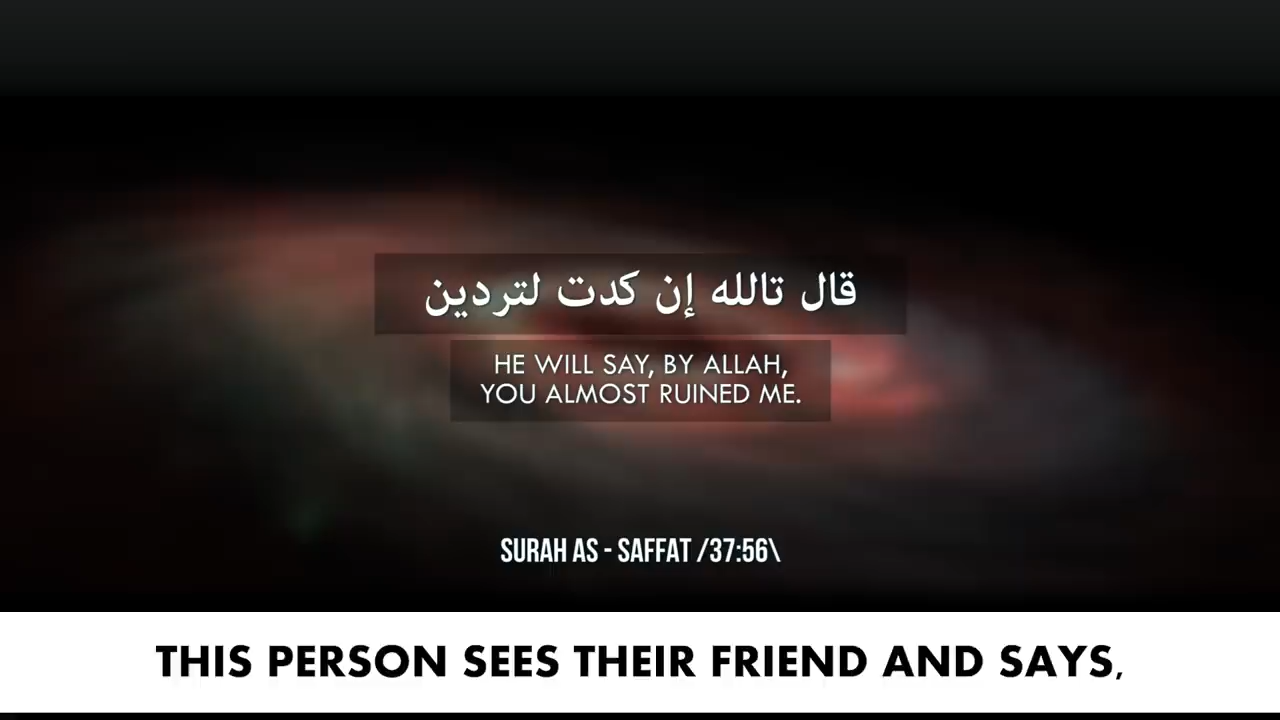 قال تالله إن كدت لتردين
HE WILL SAY, BY ALLAH,
YOU ALMOST RUINED ME.
SURAH AS - SAFFAT /37:56\
THIS PERSON SEES THEIR FRIEND AND SAYS,